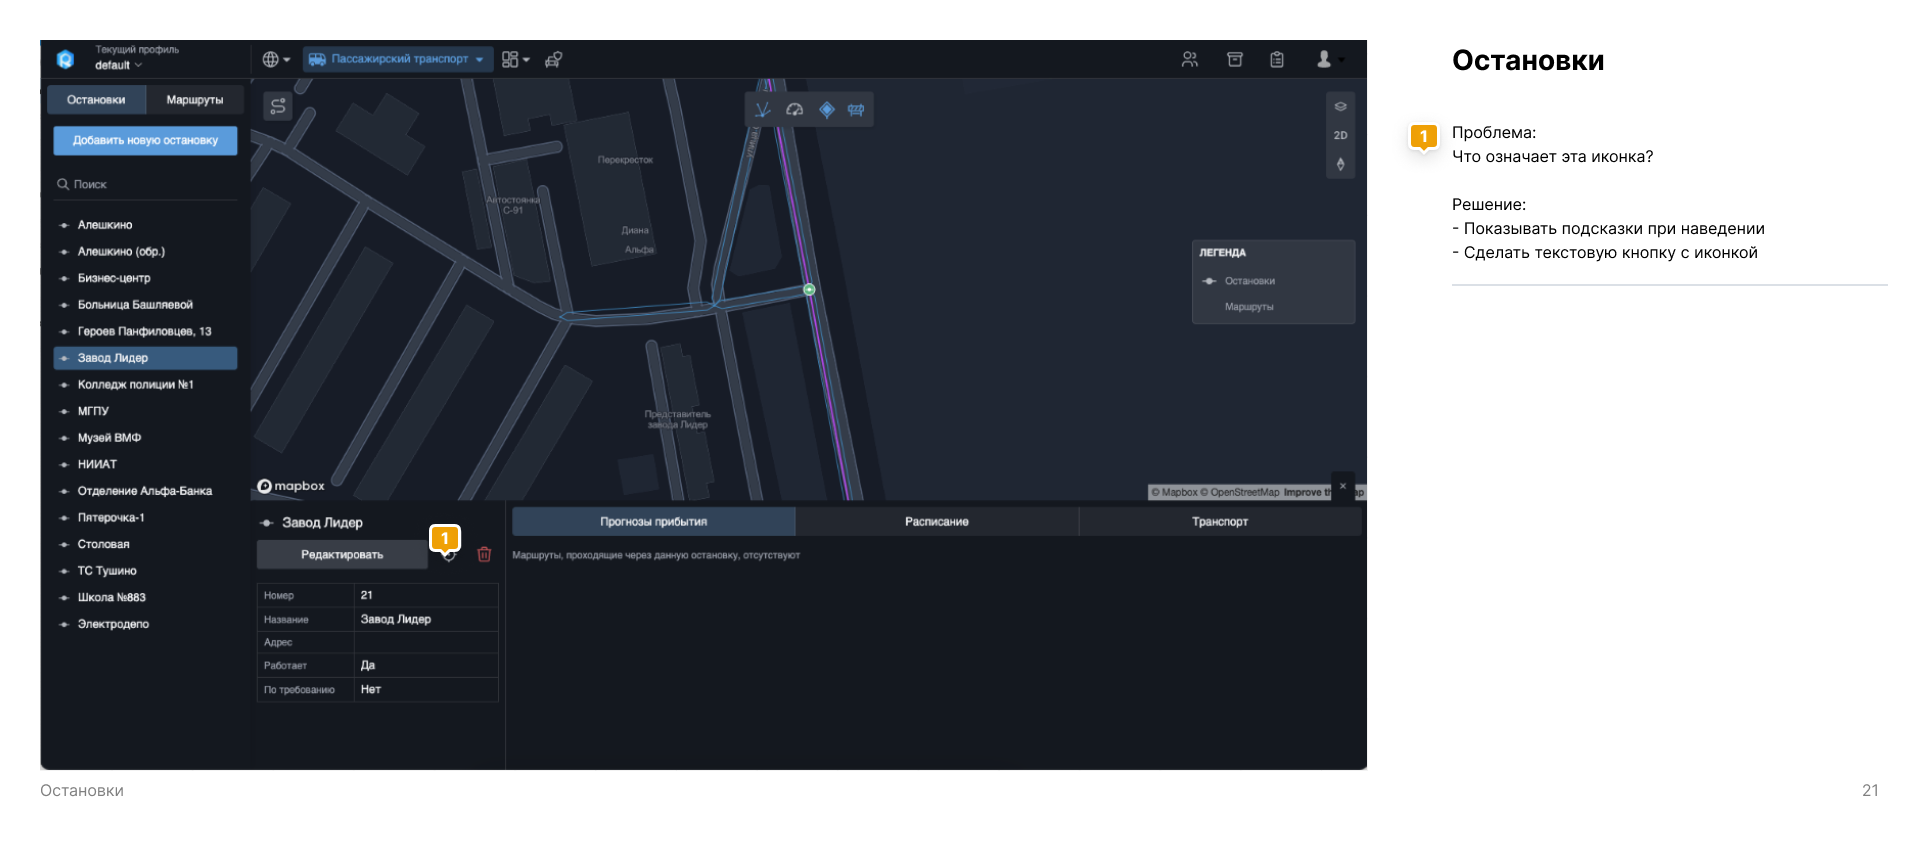 Текущий профиль
default
Пассажирский транспорт
Остановки
Маршруты
Добавить новую остановку
Поиск
Алешкино
Алешкино (обр.)
Бизнес-центр
Больница Башляевой
Героев Панфиловцев, 13
Завод Лидер
Колледж полиции №1
МГПУ
Музей ВМФ
НИИАТ
Отделение Альфа-Банка
Пятерочка-1
Столовая
ТС Тушино
Школа №883
Электродепо
Перекресток
Автостоянка
С-91
Диана
Альфа
Представитель
завода Лидер
2D
ЛЕГЕНДА
Остановки
Маршруты
mapbox
© Mapbox © OpenStreetMap Improve
Завод Лидер
1
Редактировать
Номер 21
Название Завод Лидер
Адрес
Работает Да
По требованию Нет
Прогнозы прибытия
Расписание
Транспорт
Маршруты, проходящие через данную остановку, отсутствуют
Остановки
1
Проблема:
Что означает эта иконка?
Решение:
- Показывать подсказки при наведении
- Сделать текстовую кнопку с иконкой
Остановки
21